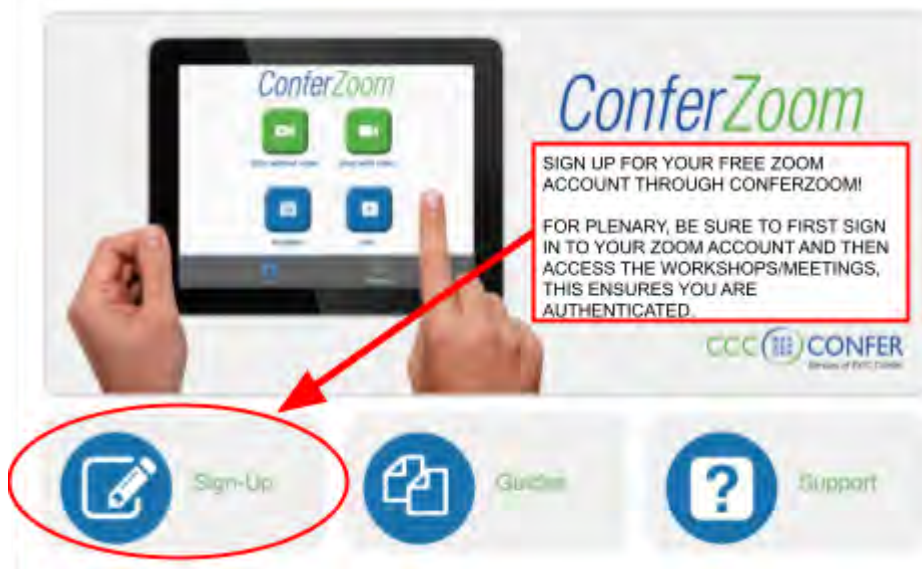 ConferZoom
ConferZoom
SIGN UP FOR YOUR FREE ZOOM
ACCOUNT THROUGH CONFERZOOM!
FOR PLENARY, BE SURE TO FIRST SIGN
IN TO YOUR ZOOM ACCOUNT AND THEN
ACCESS THE WORKSHOPS/MEETINGS,
THIS ENSURES YOU ARE
AUTHENTICATED.
CCC CONFER
Sign-Up
Guides
Support
?